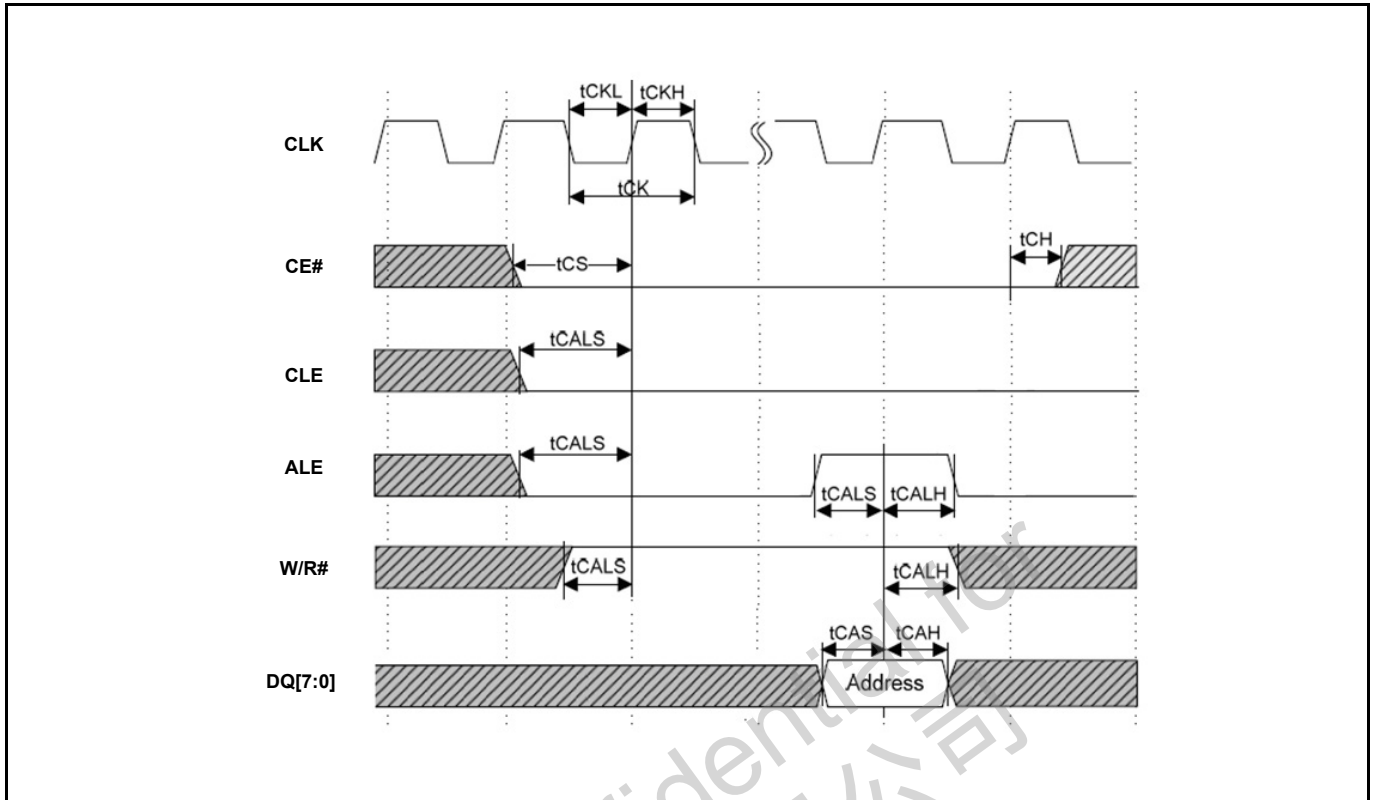 tCKL tCKH
CLK
tCK
tCH
CE#
tCS
tCALS
CLE
tCALS
ALE
tCALS tCALH
W/R#
tCALS
tCALH
tCAS tCAH
DQ[7:0]
Address